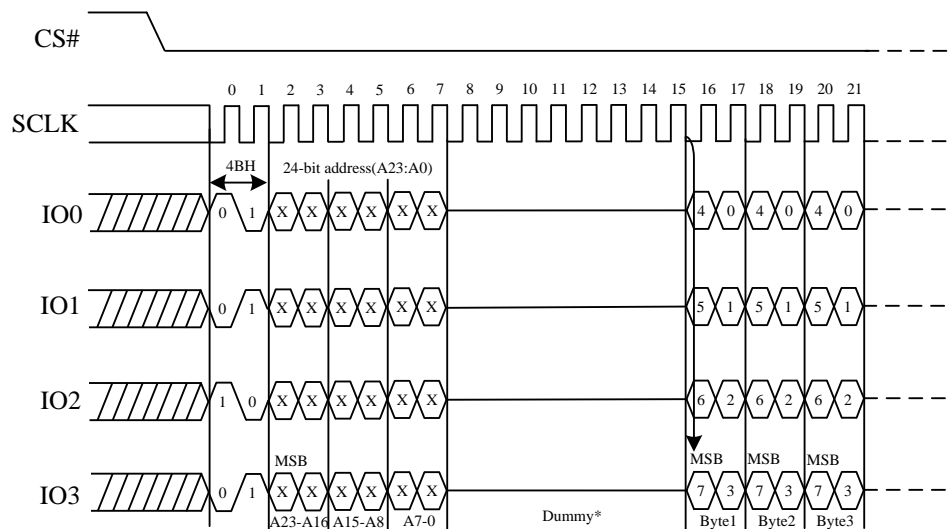 CS#
0 1 2 3 4 5 6 7 8 9 10 11 12 13 14 15 16 17 18 19 20 21
SCLK
4BH 24-bit address(A23:A0)
IO0 0 1 X X X X X X 4 0 4 0 4 0
IO1 0 1 X X X X X X 5 1 5 1 5 1
IO2 1 0 X X X X X X 6 2 6 2 6 2
MSB MSB MSB MSB
IO3 0 1 X X X X X X 7 3 7 3 7 3
A23-A16 A15-A8 A7-0 Dummy* Byte1 Byte2 Byte3